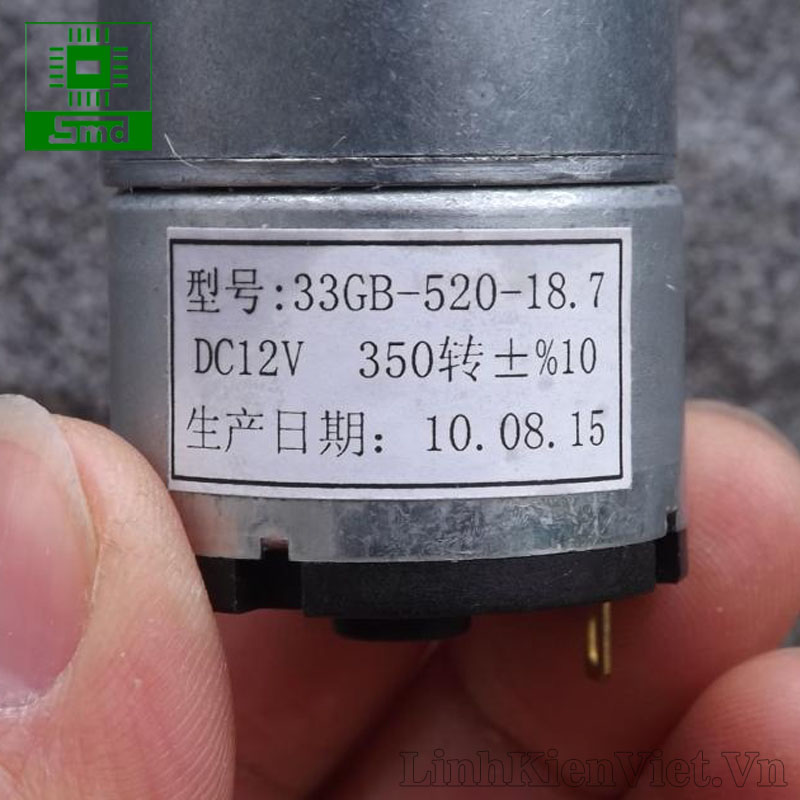 Smd
型号:33GB-520-18.7
DC12V 350转±%10
生产日期: 10.08.15
LinhKienViet.Vn